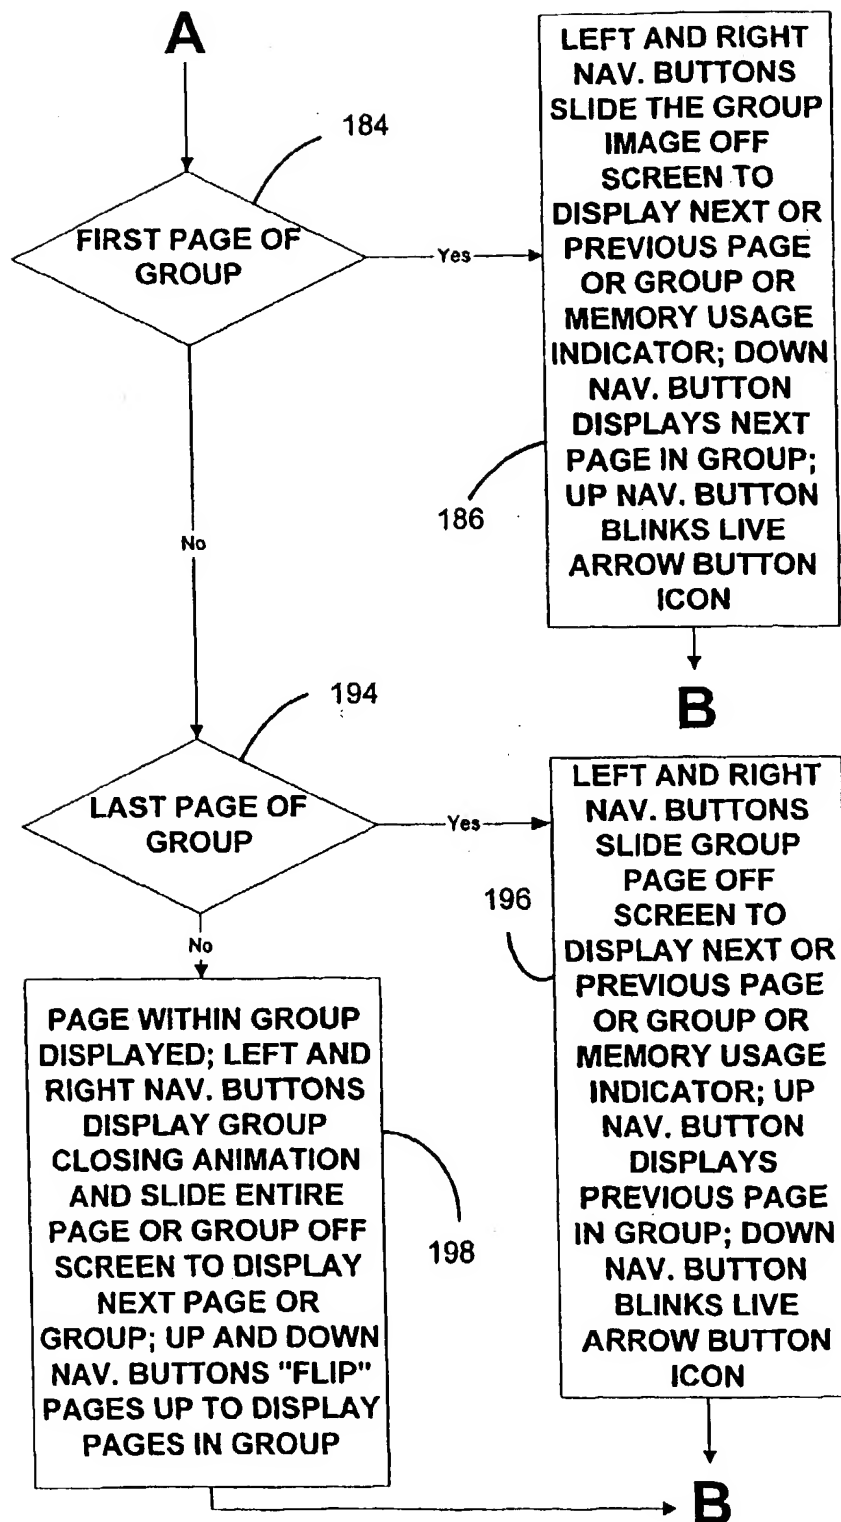 A
184
FIRST PAGE OF
GROUP
Yes
LEFT AND RIGHT
NAV. BUTTONS
SLIDE THE GROUP
IMAGE OFF
SCREEN TO
DISPLAY NEXT OR
PREVIOUS PAGE
OR GROUP OR
MEMORY USAGE
INDICATOR; DOWN
NAV. BUTTON
DISPLAYS NEXT
PAGE IN GROUP;
UP NAV. BUTTON
BLINKS LIVE
ARROW BUTTON
ICON
186
B
No
194
LAST PAGE OF
GROUP
Yes
LEFT AND RIGHT
NAV. BUTTONS
SLIDE GROUP
PAGE OFF
SCREEN TO
DISPLAY NEXT OR
PREVIOUS PAGE
OR GROUP OR
MEMORY USAGE
INDICATOR; UP
NAV. BUTTON
DISPLAYS
PREVIOUS PAGE
IN GROUP; DOWN
NAV. BUTTON
BLINKS LIVE
ARROW BUTTON
ICON
196
No
PAGE WITHIN GROUP
DISPLAYED; LEFT AND
RIGHT NAV. BUTTONS
DISPLAY GROUP
CLOSING ANIMATION
AND SLIDE ENTIRE
PAGE OR GROUP OFF
SCREEN TO DISPLAY
NEXT PAGE OR
GROUP; UP AND DOWN
NAV. BUTTONS "FLIP"
PAGES UP TO DISPLAY
PAGES IN GROUP
198
B